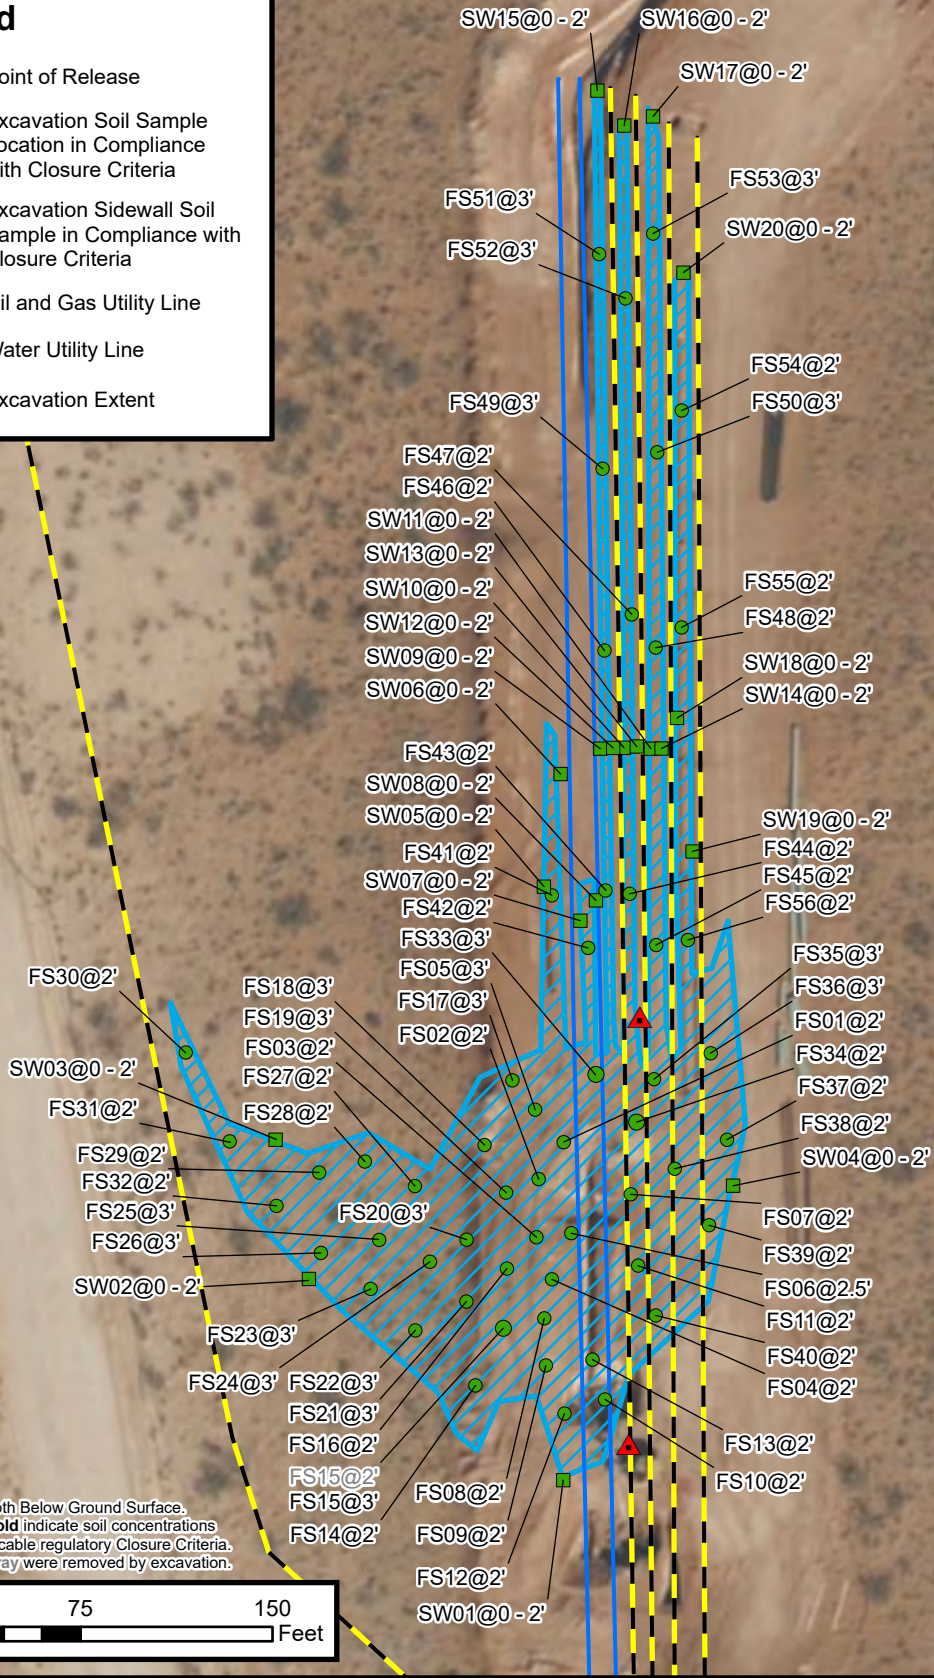 d
oint of Release
xcavation Soil Sample
ocation in Compliance
ith Closure Criteria
xcavation Sidewall Soil
ample in Compliance with
losure Criteria
il and Gas Utility Line
Water Utility Line
xcavation Extent
SW15@0 - 2'
SW16@0 - 2'
SW17@0 - 2'
FS53@3'
FS51@3'
SW20@0 - 2'
FS52@3'
FS54@2'
FS50@3'
FS49@3'
FS47@2'
FS46@2'
SW11@0 - 2'
SW13@0 - 2'
SW10@0 - 2'
SW12@0 - 2'
SW09@0 - 2'
SW06@0 - 2'
FS55@2'
FS48@2'
SW18@0 - 2'
SW14@0 - 2'
FS43@2'
SW08@0 - 2'
SW05@0 - 2'
FS41@2'
SW07@0 - 2'
FS42@2'
FS33@3'
FS05@3'
FS17@3'
FS02@2'
SW19@0 - 2'
FS44@2'
FS45@2'
FS56@2'
FS35@3'
FS36@3'
FS01@2'
FS34@2'
FS37@2'
FS38@2'
SW04@0 - 2'
FS30@2'
FS18@3'
FS19@3'
FS03@2'
FS27@2'
FS28@2'
SW03@0 - 2'
FS31@2'
FS29@2'
FS32@2'
FS25@3'
FS26@3'
SW02@0 - 2'
FS20@3'
FS07@2'
FS39@2'
FS06@2.5'
FS11@2'
FS40@2'
FS04@2'
FS23@3'
FS24@3'
FS22@3'
FS21@3'
FS16@2'
FS15@2'
FS15@3'
FS14@2'
FS08@2'
FS09@2'
FS12@2'
SW01@0 - 2'
FS13@2'
FS10@2'
pth Below Ground Surface.
old indicate soil concentrations
cable regulatory Closure Criteria.
ray were removed by excavation.
75 150
Feet